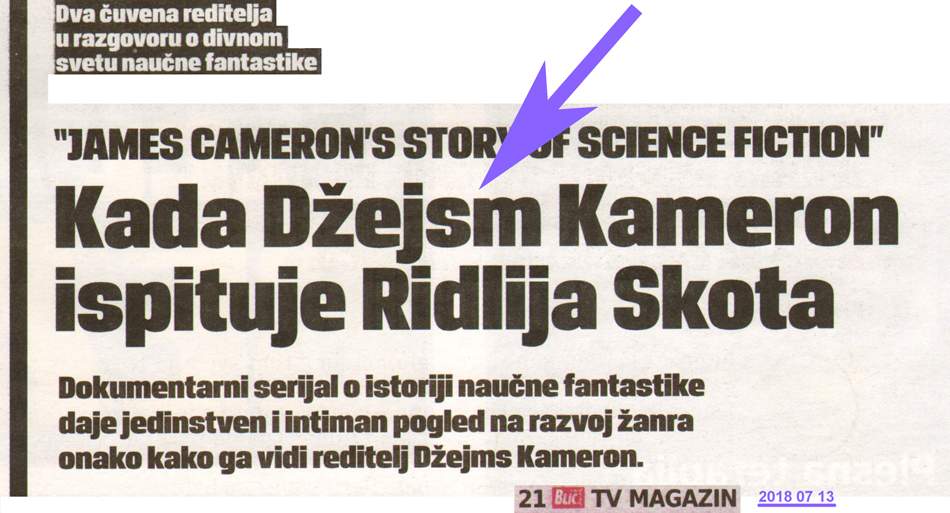 Dva čuvena reditelja
u razgovoru o divnom
svetu naučne fantastike
"JAMES CAMERON'S STORY OF SCIENCE FICTION"
Kada Džejsm Kameron
ispituje Ridlija Skota
Dokumentarni serijal o istoriji naučne fantastike
daje jedinstven i intiman pogled na razvoj žanra
onako kako ga vidi reditelj Džejms Kameron.
Plesna
21 Blic TV MAGAZIN 2018 07 13